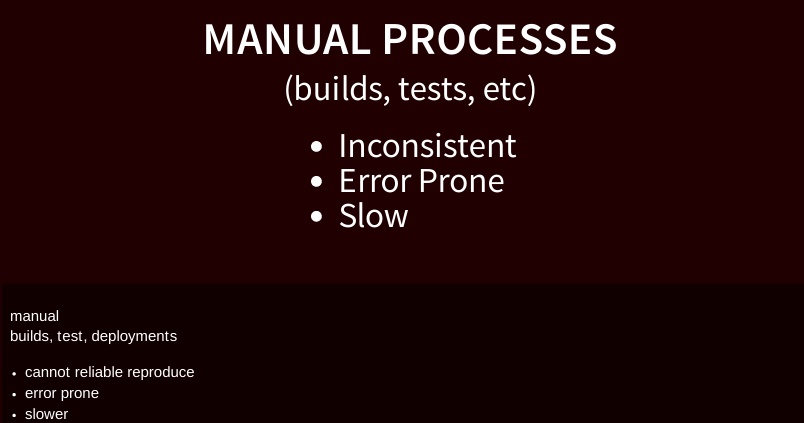 MANUAL PROCESSES
(builds, tests, etc)
• Inconsistent
• Error Prone
• Slow
manual
builds, test, deployments
• cannot reliable reproduce
• error prone
• slower